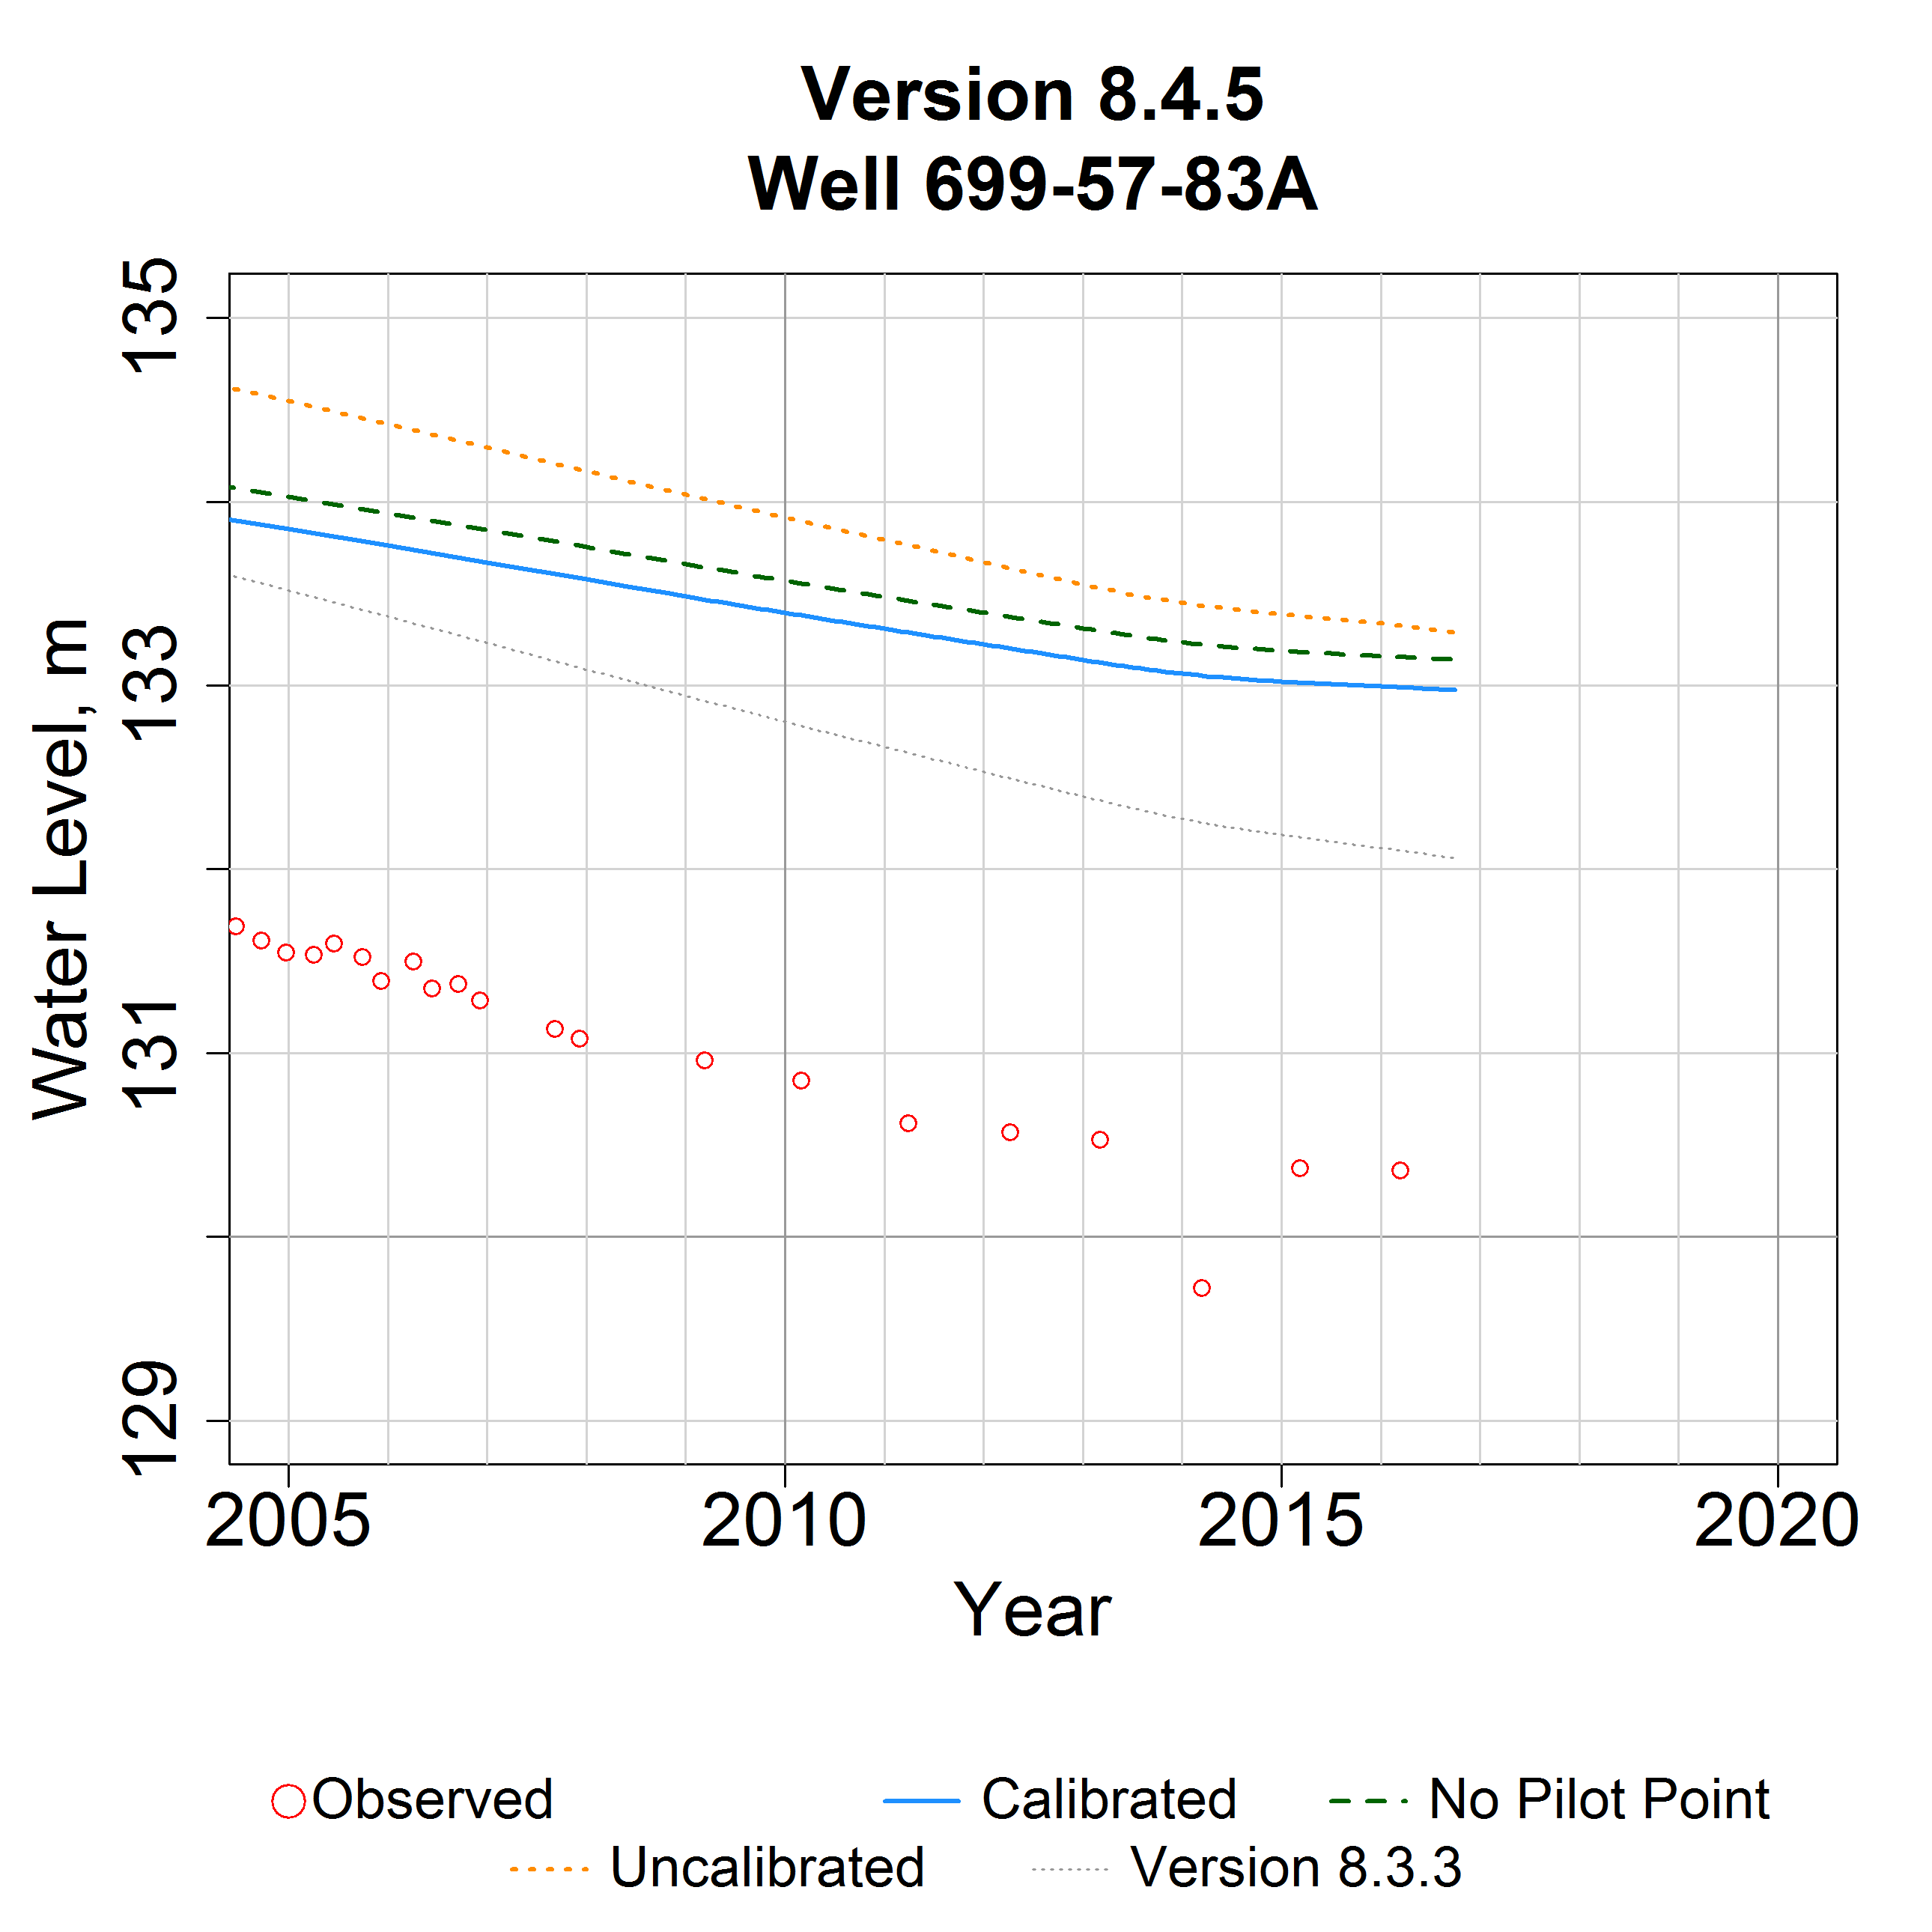 Version 8.4.5
Well 699-57-83A
135
133
131
129
Water Level, m
2005 2010 2015 2020
Year
Observed Calibrated No Pilot Point
Uncalibrated Version 8.3.3